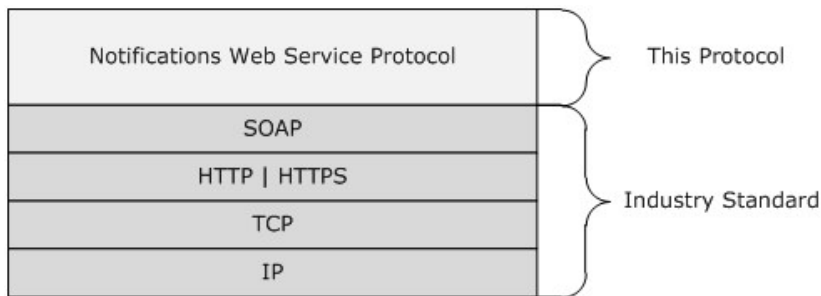 Notifications Web Service Protocol
This Protocol
SOAP
HTTP | HTTPS
Industry Standard
TCP
IP